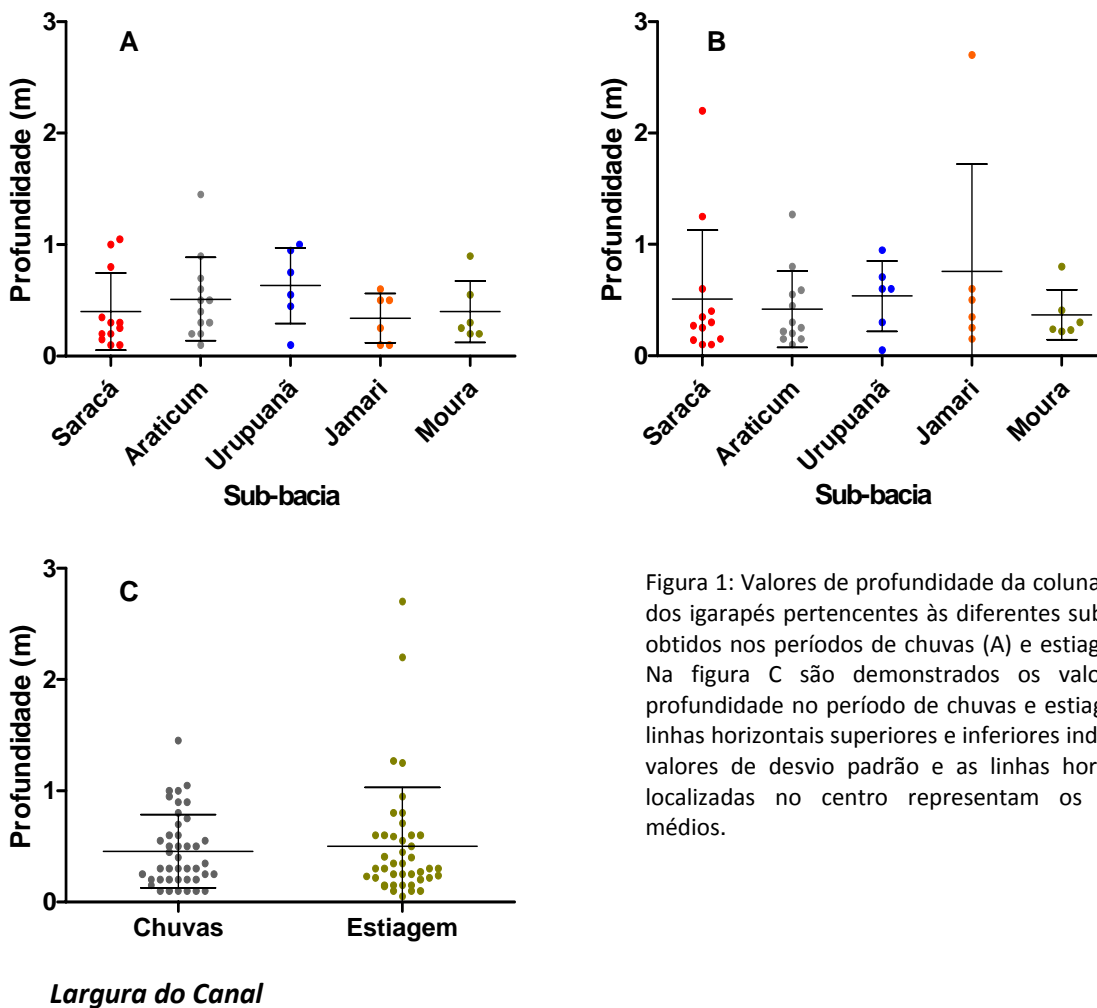 A
Profundidade (m)
3
2
1
0
Saracá
Araticum
Urupuanã
Jamari
Moura
Sub-bacia
B
Profundidade (m)
3
2
1
0
Saracá
Araticum
Urupuanã
Jamari
Moura
Sub-bacia
C
Profundidade (m)
3
2
1
0
Chuvas
Estiagem
Figura 1: Valores de profundidade da coluna
dos igarapés pertencentes às diferentes sub
obtidos nos períodos de chuvas (A) e estiag
Na figura C são demonstrados os valo
profundidade no período de chuvas e estiag
linhas horizontais superiores e inferiores ind
valores de desvio padrão e as linhas hor
localizadas no centro representam os
médios.
Largura do Canal